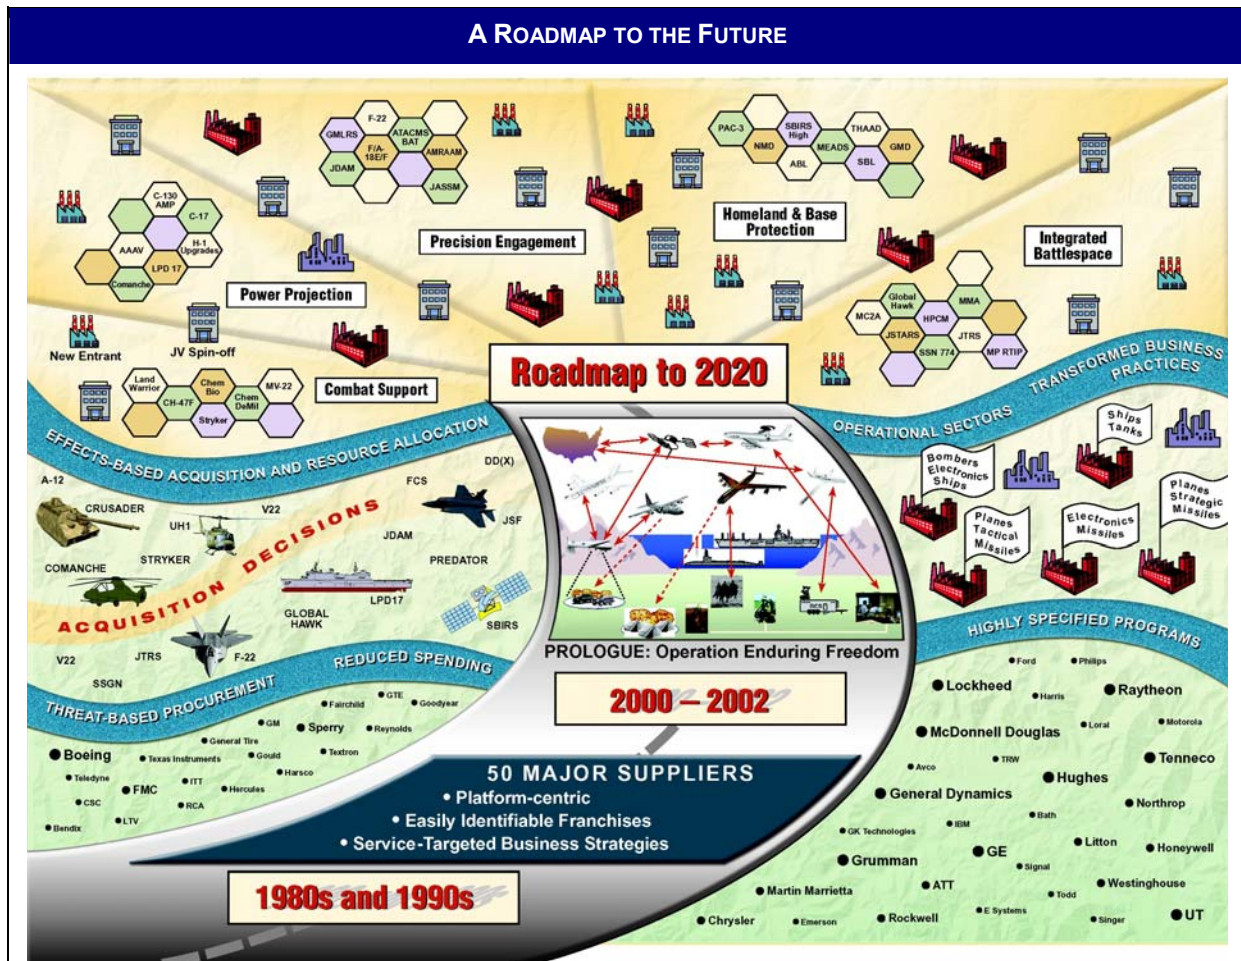 A ROADMAP TO THE FUTURE
F-22
GMLRS
ATACMS
BAT
F/A-
18E/F
AMRAAM
JDAM
JASSM
PAC-3
SBIRS
High
THAAD
NMD
MEADS
GMD
ABL
SBL
C-130
AMP
C-17
AAAV
H-1
Upgrades
LPD 17
Comanche
Precision Engagement
Homeland & Base
Protection
Integrated
Battlespace
Power Projection
Global
Hawk
MMA
MC2A
HPCM
JSTARS
JTRS
SSN 774
MP RTIP
New Entrant
JV Spin-off
Land
Warrior
Chem
Bio
MV-22
CH-47F
Chem
DeMil
Stryker
Combat Support
Roadmap to 2020
EFFECTS-BASED ACQUISITION AND RESOURCE ALLOCATION
OPERATIONAL SECTORS
TRANSFORMED BUSINESS
PRACTICES
A-12
CRUSADER
UH1
V22
FCS
DD(X)
JSF
JDAM
STRYKER
COMANCHE
PREDATOR
LPD17
GLOBAL
HAWK
SBIRS
ACQUISITION DECISIONS
V22
JTRS
F-22
SSGN
Ships
Tanks
Bombers
Electronics
Ships
Planes
Strategic
Missiles
Planes
Tactical
Missiles
Electronics
Missiles
GCS
PROLOGUE: Operation Enduring Freedom
2000 – 2002
THREAT-BASED PROCUREMENT
REDUCED SPENDING
HIGHLY SPECIFIED PROGRAMS
• GTE
• Fairchild
• Goodyear
• GM
• Sperry
• Reynolds
• General Tire
• Boeing
• Texas Instruments
• Gould
• Textron
• Teledyne
• ITT
• Harsco
• FMC
• Hercules
• CSC
• RCA
• LTV
• Bendix
50 MAJOR SUPPLIERS
• Platform-centric
• Easily Identifiable Franchises
• Service-Targeted Business Strategies
1980s and 1990s
• Ford
• Philips
• Lockheed
• Harris
• Raytheon
• McDonnell Douglas
• Loral
• Motorola
• Avco
• TRW
• Tenneco
• Hughes
• General Dynamics
• Northrop
• Bath
• GK Technologies
• IBM
• Litton
• Honeywell
• GE
• Grumman
• Signal
• Martin Marrietta
• ATT
• Westinghouse
• Todd
• Chrysler
• Emerson
• Rockwell
• E Systems
• Singer
• UT